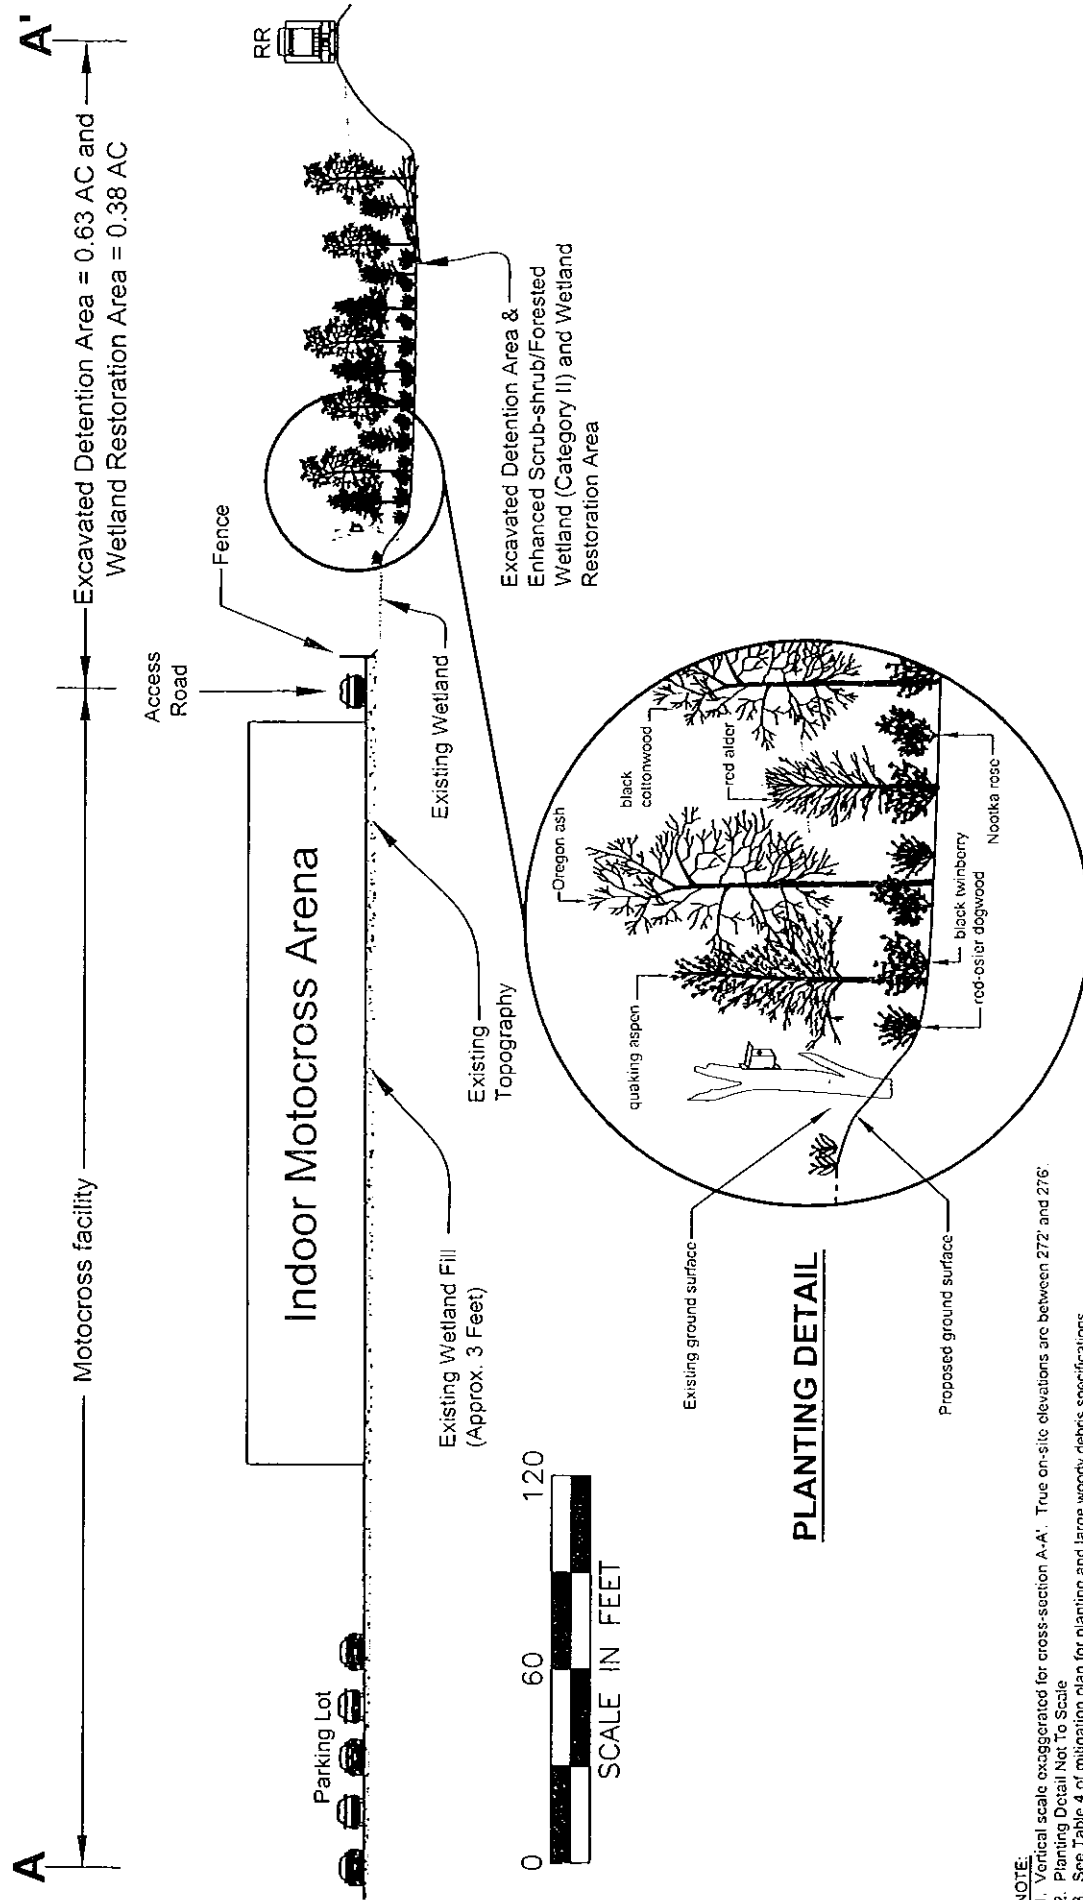 A
A'
Motocross facility
Excavated Detention Area = 0.63 AC and
Wetland Restoration Area = 0.38 AC
RR
Access
Road
Fence
Parking Lot
Indoor Motocross Arena
Existing Wetland Fill
(Approx. 3 Feet)
Existing
Topography
Existing Wetland
Excavated Detention Area &
Enhanced Scrub-shrub/Forested
Wetland (Category II) and Wetland
Restoration Area
0
60
120
SCALE IN FEET
PLANTING DETAIL
Existing ground surface
Proposed ground surface
quaking aspen
Oregon ash
black
cottonwood
red alder
black twinberry
red-osier dogwood
Nootka rose
NOTE:
1. Vertical scale exaggerated for cross-section A-A'. True on-site elevations are between 272' and 276'.
2. Planting Detail Not To Scale
3. See Table 4 of mitigation plan for planting and large woody debris specifications